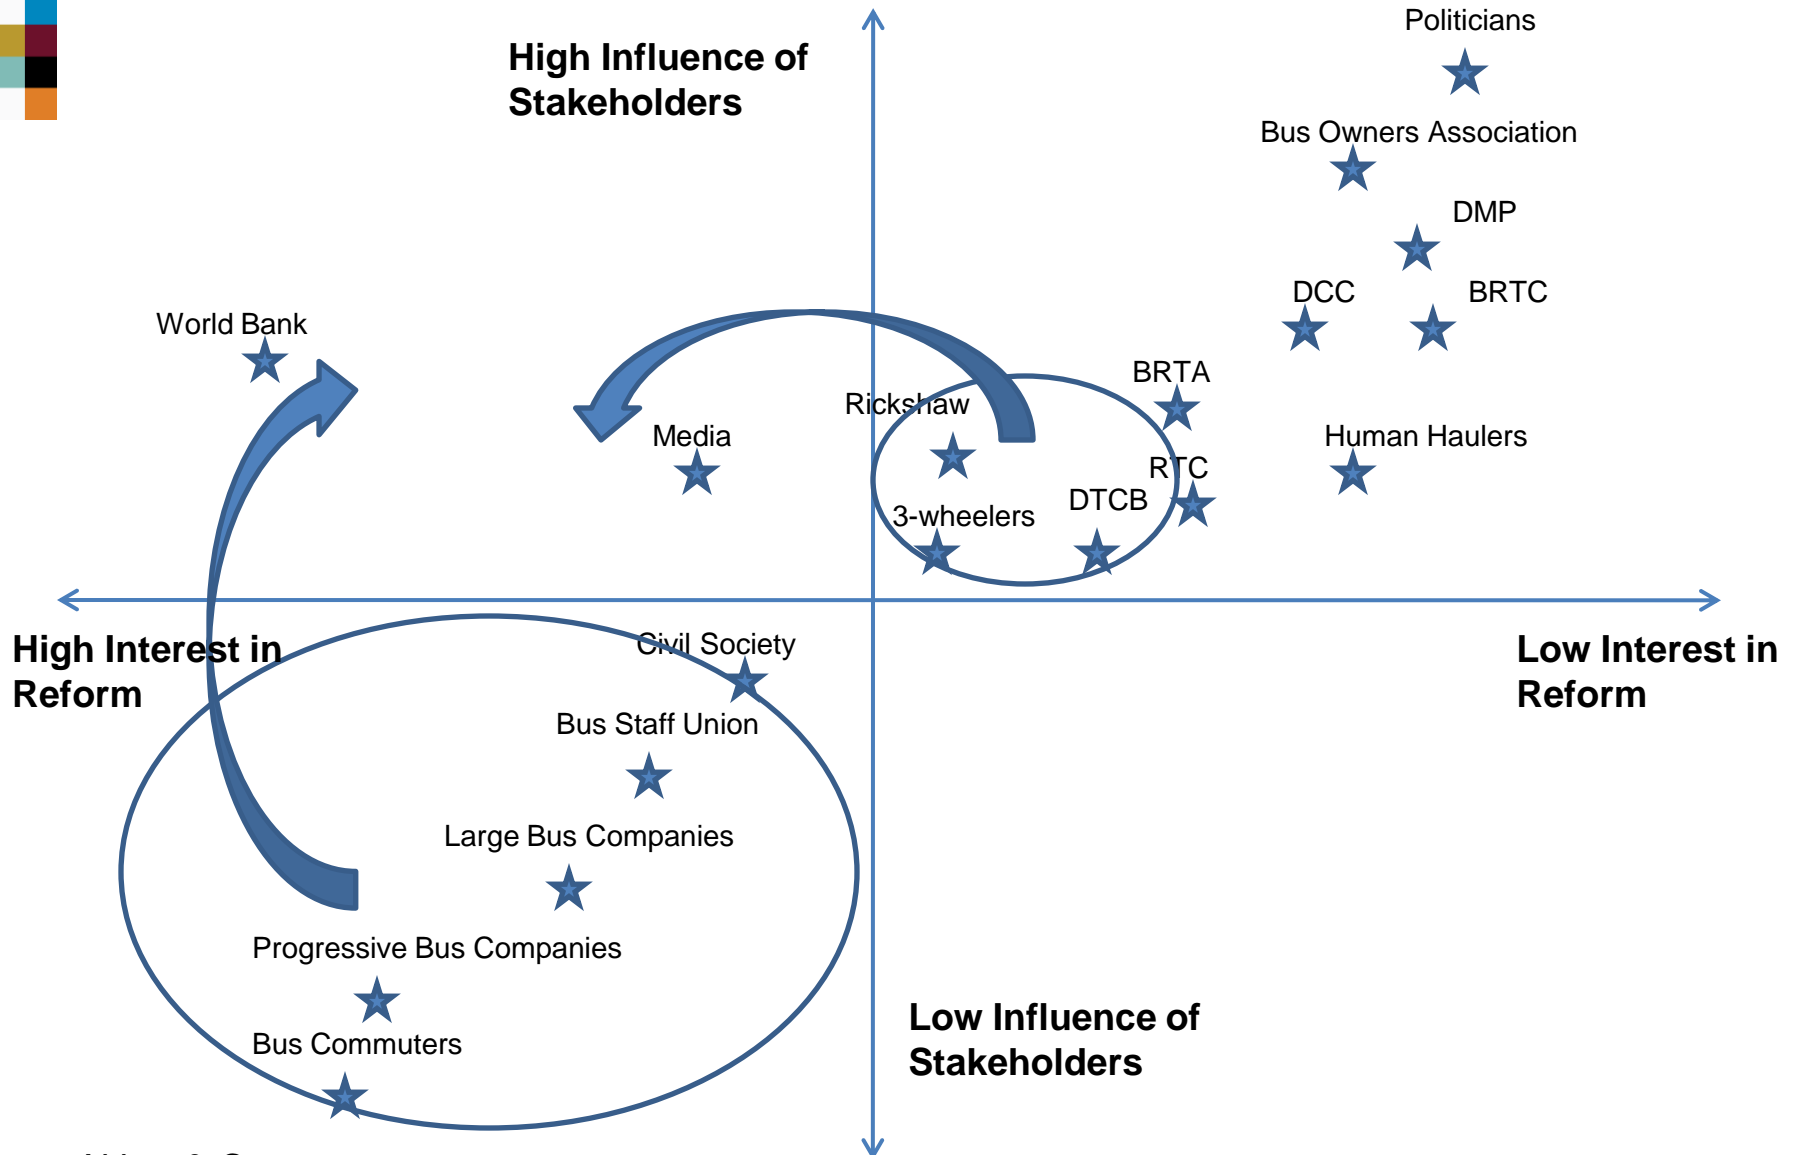 Politicians
High Influence of
Stakeholders
Bus Owners Association
DMP
DCC
BRTC
World Bank
BRTA
Rickshaw
Media
Human Haulers
RTC
DTCB
3-wheelers
High Interest in
Reform
Civil Society
Low Interest in
Reform
Bus Staff Union
Large Bus Companies
Progressive Bus Companies
Low Influence of
Stakeholders
Bus Commuters